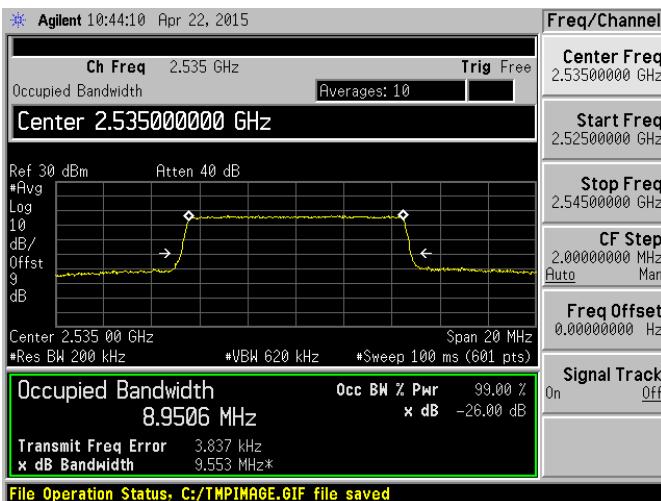 Agilent 10:44:10 Apr 22, 2015
Freq/Channel
Ch Freq 2.535 GHz Trig Free
Occupied Bandwidth Averages: 10
Center 2.535000000 GHz
Ref 30 dBm Atten 40 dB
#Avg
Log
10
dB/
Offst
9
dB
Center 2.535 00 GHz Span 20 MHz
#Res BW 200 kHz #VBW 620 kHz #Sweep 100 ms (601 pts)
Occupied Bandwidth Occ BW % Pwr 99.00 %
8.9506 MHz x dB -26.00 dB
Transmit Freq Error 3.837 kHz
x dB Bandwidth 9.553 MHz*
File Operation Status, C:/TMPIMAGE.GIF file saved
Center Freq
2.53500000 GHz
Start Freq
2.52500000 GHz
Stop Freq
2.54500000 GHz
CF Step
2.00000000 MHz
Auto Man
Freq Offset
0.00000000 Hz
Signal Track
On Off